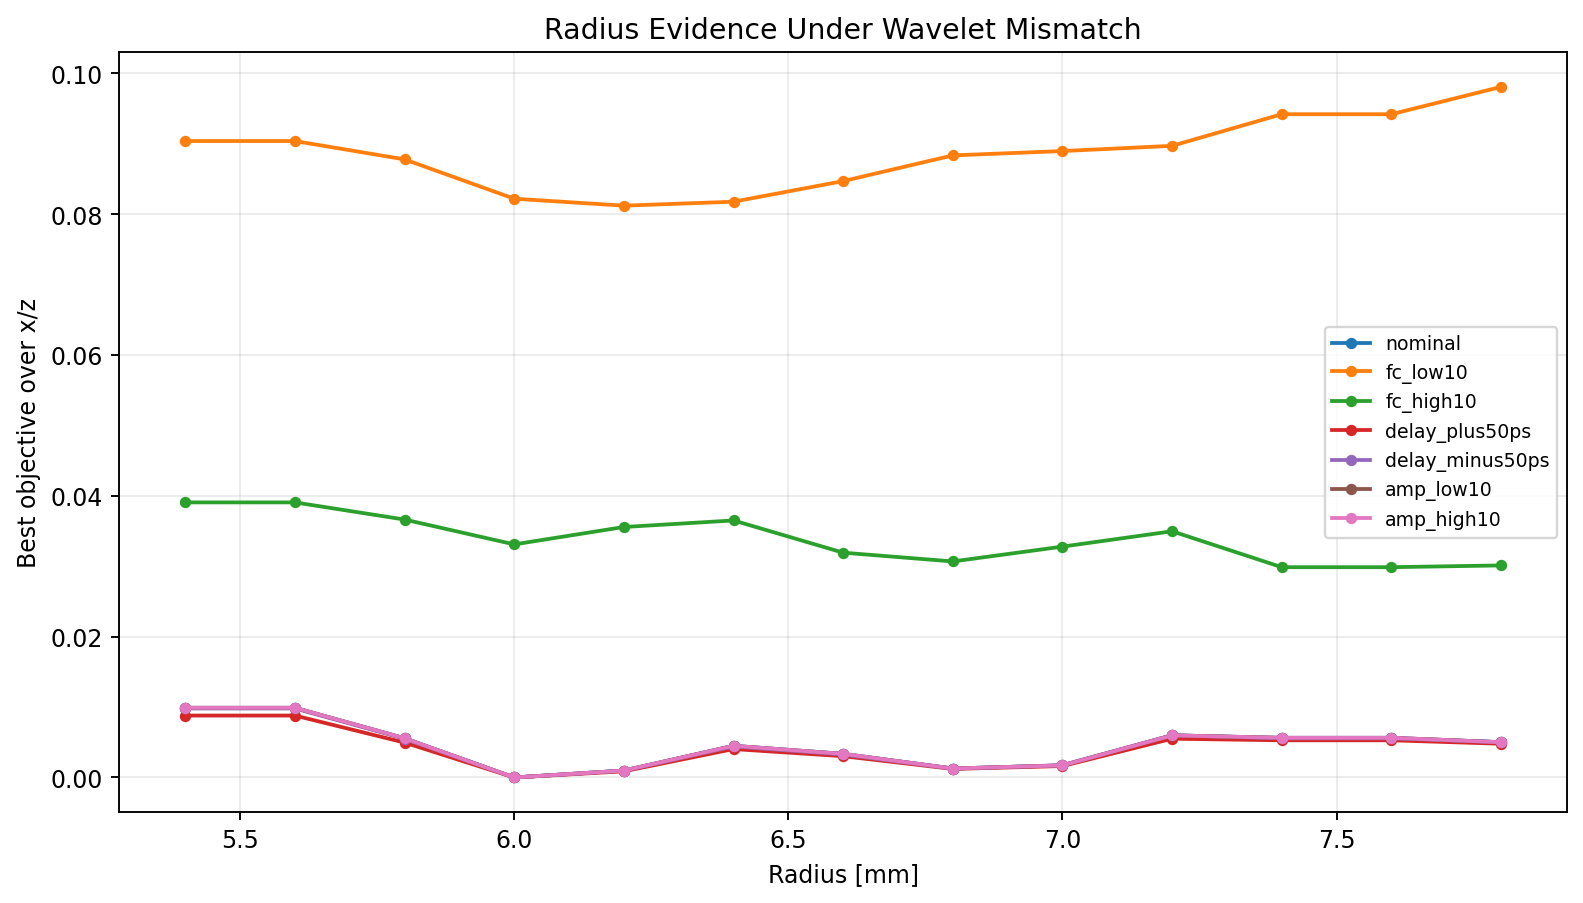 Radius Evidence Under Wavelet Mismatch
Best objective over x/z
0.10
0.08
0.06
0.04
0.02
0.00
nominal
fc_low10
fc_high10
delay_plus50ps
delay_minus50ps
amp_low10
amp_high10
5.5
6.0
6.5
7.0
7.5
Radius [mm]